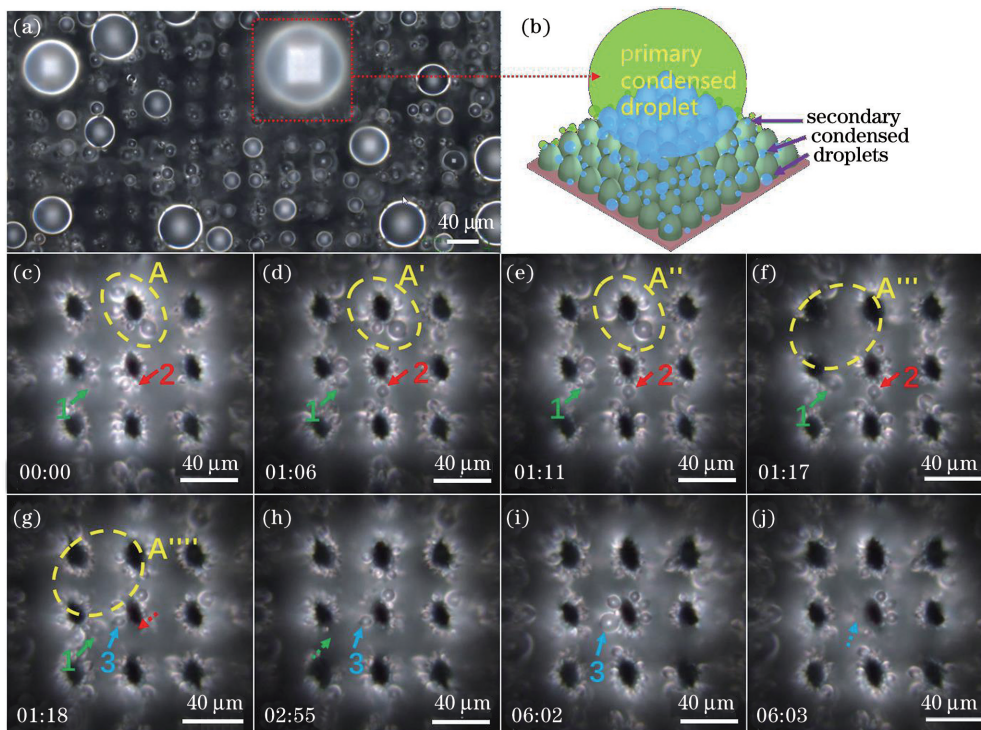 (a)
40 μm
(b)
primary
condensed
droplet
secondary
condensed
droplets
(c)
A
2
1
00:00
40 μm
(d)
A'
2
1
01:06
40 μm
(e)
A''
2
1
01:11
40 μm
(f)
A'''
2
1
01:17
40 μm
(g)
A'''''
1
3
01:18
40 μm
(h)
3
02:55
40 μm
(i)
3
06:02
40 μm
(j)
06:03
40 μm